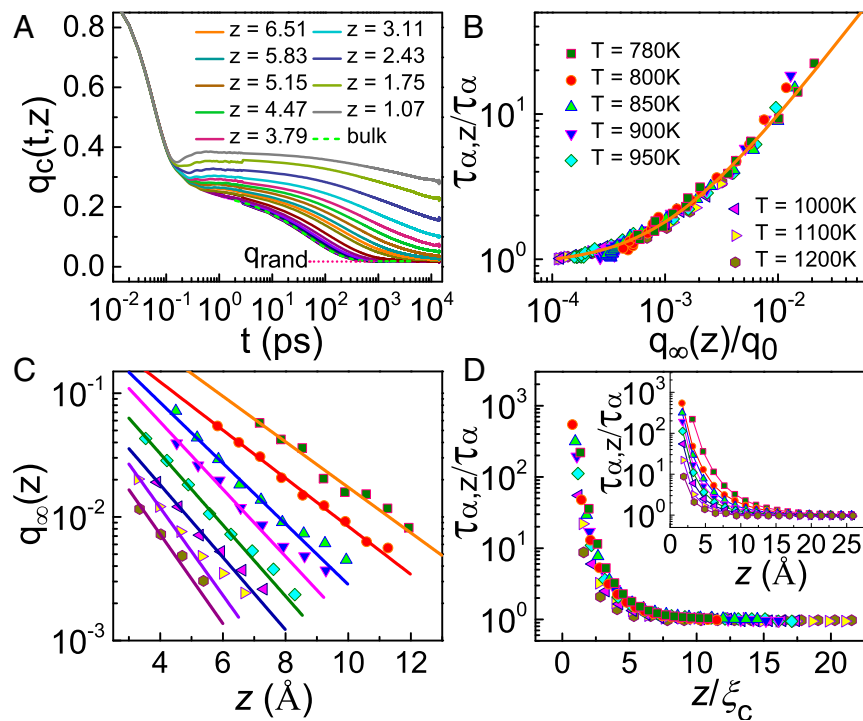 A
q_c(t,z)
0.8
0.6
0.4
0.2
0.0
z = 6.51
z = 5.83
z = 5.15
z = 4.47
z = 3.79
z = 3.11
z = 2.43
z = 1.75
z = 1.07
bulk
q_rand
10^-2 10^-1 10^0 10^1 10^2 10^3 10^4
t (ps)
B
τ_α,z/τ_α
10^1
10^0
T = 780K
T = 800K
T = 850K
T = 900K
T = 950K
T = 1000K
T = 1100K
T = 1200K
10^-4 10^-3 10^-2
q_∞(z)/q_0
C
q_∞(z)
10^-1
10^-2
10^-3
4 6 8 10 12
z (Å)
D
τ_α,z/τ_α
10^3
10^2
10^1
10^0
0 5 10 15 20
z/ξ_c
τ_α,z/τ_α
10^3
10^2
10^1
10^0
0 5 10 15 20 25
z (Å)